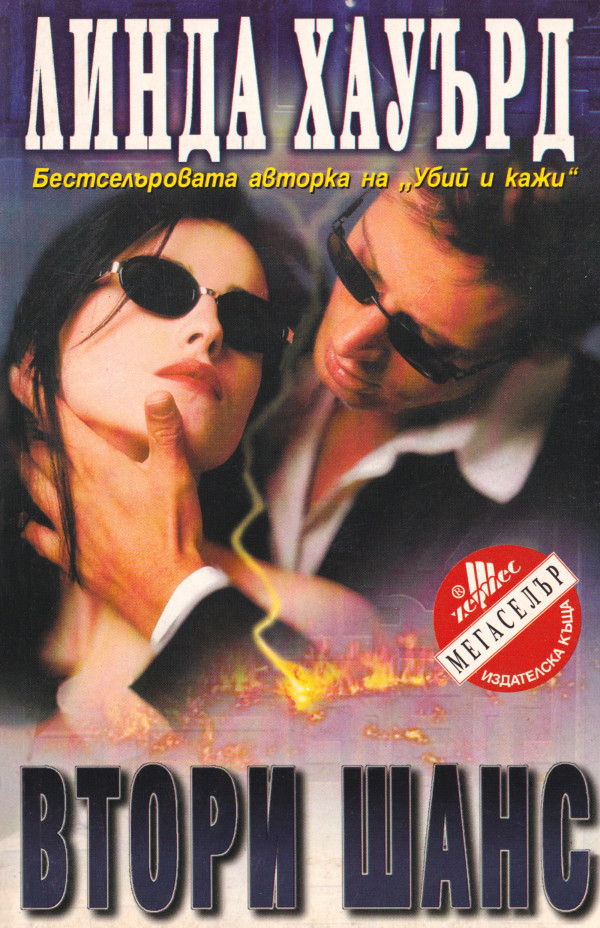 ЛИНДА ХАУЪРД
Бестселъровата авторка на „Убий и кажи“
® Хермес
МЕГАСЕЛЪР
ИЗДАТЕЛСКА КЪЩА
ВТОРИ ШАНС